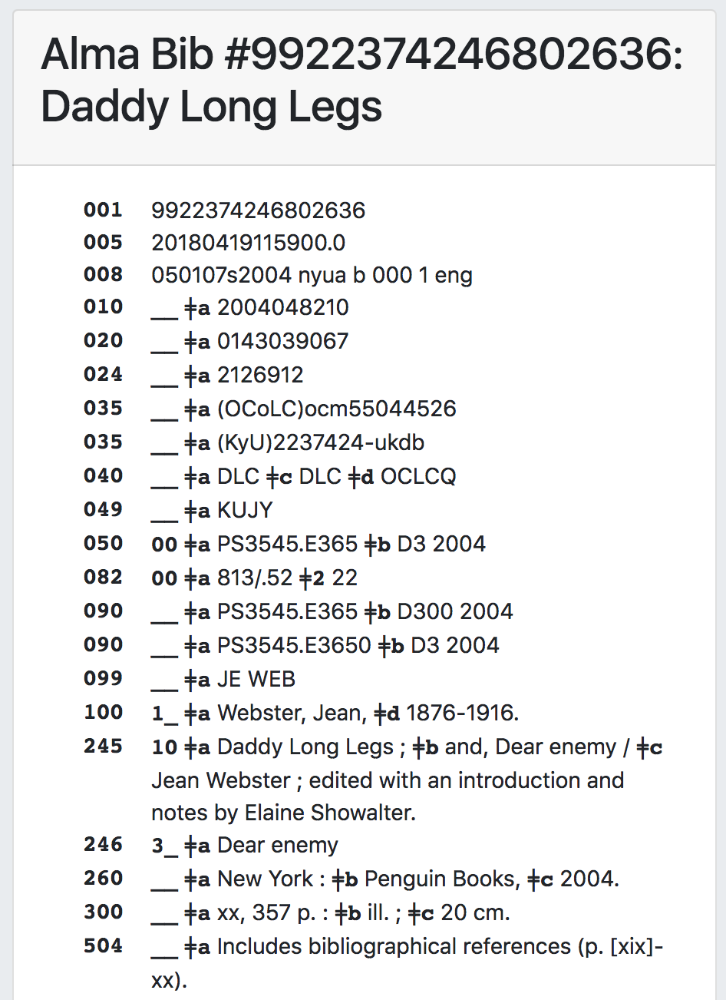 Alma Bib #9922374246802636:
Daddy Long Legs
001 9922374246802636
005 20180419115900.0
008 050107s2004 nyua b 000 1 eng
010 __ ‡a 2004048210
020 __ ‡a 0143039067
024 __ ‡a 2126912
035 __ ‡a (OCoLC)ocm55044526
035 __ ‡a (KyU)2237424-ukdb
040 __ ‡a DLC ‡c DLC ‡d OCLCQ
049 __ ‡a KUJY
050 00 ‡a PS3545.E365 ‡b D3 2004
082 00 ‡a 813/.52 ‡2 22
090 __ ‡a PS3545.E365 ‡b D300 2004
090 __ ‡a PS3545.E3650 ‡b D3 2004
099 __ ‡a JE WEB
100 1_ ‡a Webster, Jean, ‡d 1876-1916.
245 10 ‡a Daddy Long Legs ; ‡b and, Dear enemy / ‡c
Jean Webster ; edited with an introduction and
notes by Elaine Showalter.
246 3_ ‡a Dear enemy
260 __ ‡a New York : ‡b Penguin Books, ‡c 2004.
300 __ ‡a xx, 357 p. : ‡b ill. ; ‡c 20 cm.
504 __ ‡a Includes bibliographical references (p. [xix]-
xx).